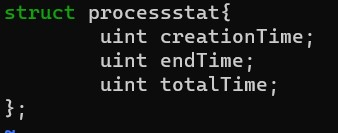 struct processstat{
        uint creationTime;
        uint endTime;
        uint totalTime;
};
~